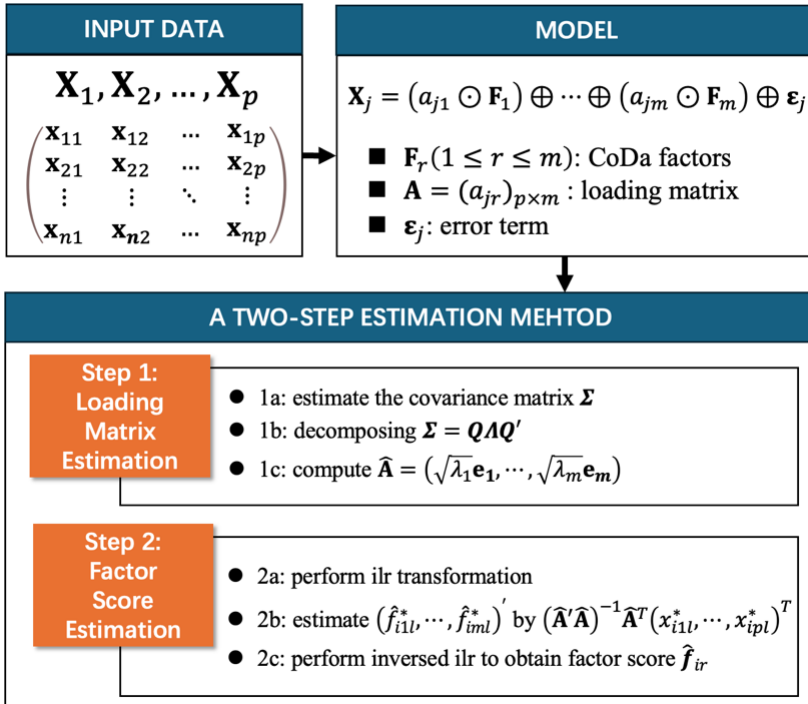 INPUT DATA
X₁, X₂, …, Xₚ
x₁₁ x₁₂ … x₁ₚ
x₂₁ x₂₂ … x₂ₚ
⋮ ⋮ ⋱ ⋮
xₙ₁ xₙ₂ … xₙₚ
MODEL
Xⱼ = (aⱼ₁ ⊙ F₁) ⊕ ⋯ ⊕ (aⱼₘ ⊙ Fₘ) ⊕ εⱼ
■ Fᵣ(1 ≤ r ≤ m): CoDa factors
■ A = (aⱼᵣ)ₚ×ₘ : loading matrix
■ εⱼ: error term
A TWO-STEP ESTIMATION MEHTOD
Step 1:
Loading
Matrix
Estimation
● 1a: estimate the covariance matrix Σ
● 1b: decomposing Σ = QΛQ′
● 1c: compute Â = (√λ₁e₁,⋯,√λₘeₘ)
Step 2:
Factor
Score
Estimation
● 2a: perform ilr transformation
● 2b: estimate (f̂*ᵢ₁ₗ,⋯,f̂*ᵢₘₗ)′ by (Â′Â)⁻¹Âᵀ(x*ᵢ₁ₗ,⋯,x*ᵢₚₗ)ᵀ
● 2c: perform inversed ilr to obtain factor score f̂ᵢᵣ